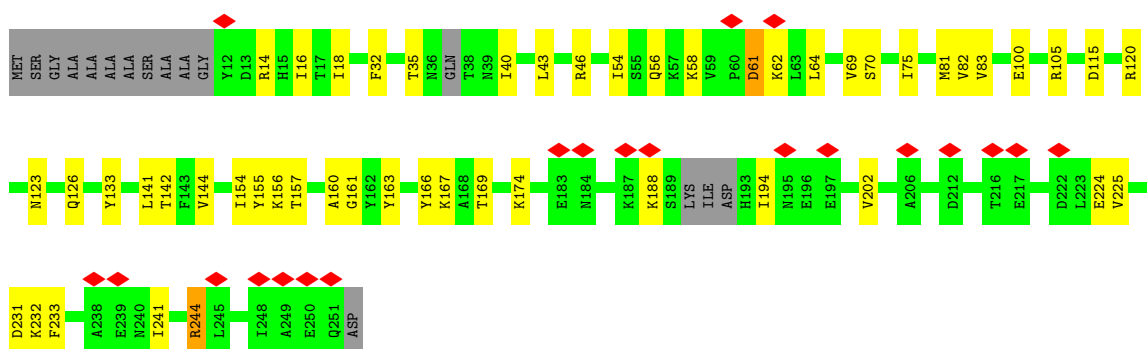 MET SER GLY ALA ALA ALA ALA ALA SER ALA ALA GLY Y12 D13 R14 H15 I16 T17 I18 F32 T35 N36 GLN T38 N39 I40 L43 R46 I54 S55 Q56 K57 K58 V59 P60 D61 K62 L63 L64 V69 S70 I75 M81 V82 V83 E100 R105 D115 R120
N123 Q126 Y133 L141 T142 F143 V144 I154 Y155 K156 T157 A160 G161 Y162 Y163 Y166 K167 A168 T169 K174 E183 N184 K187 K188 S189 LYS ILE ASP H193 I194 N195 E196 E197 V202 A206 D212 T216 E217 D222 L223 E224 V225
D231 K232 F233 A238 E239 N240 I241 R244 L245 I248 A249 E250 Q251 ASP